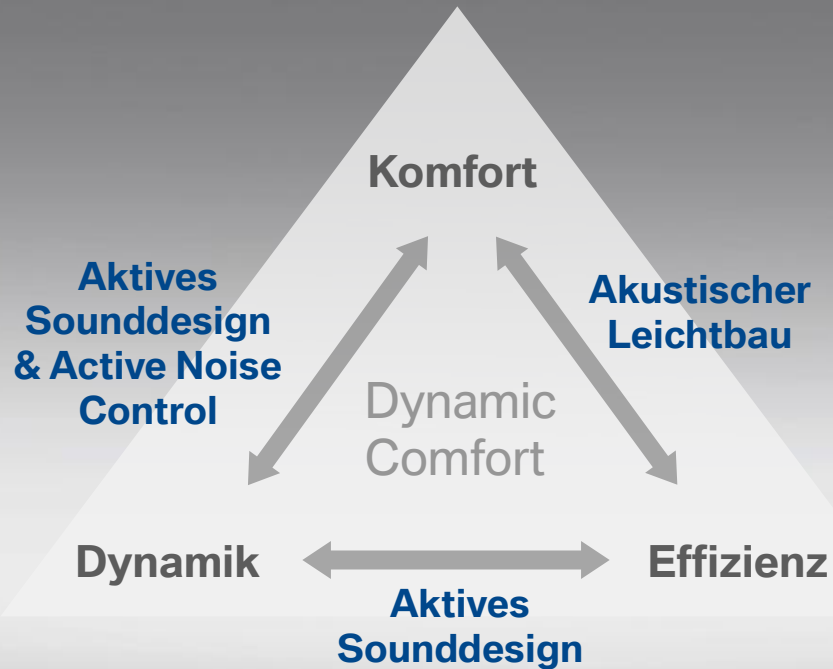 Komfort
Aktives
Sounddesign
& Active Noise
Control
Akustischer
Leichtbau
Dynamic
Comfort
Dynamik
Effizienz
Aktives
Sounddesign